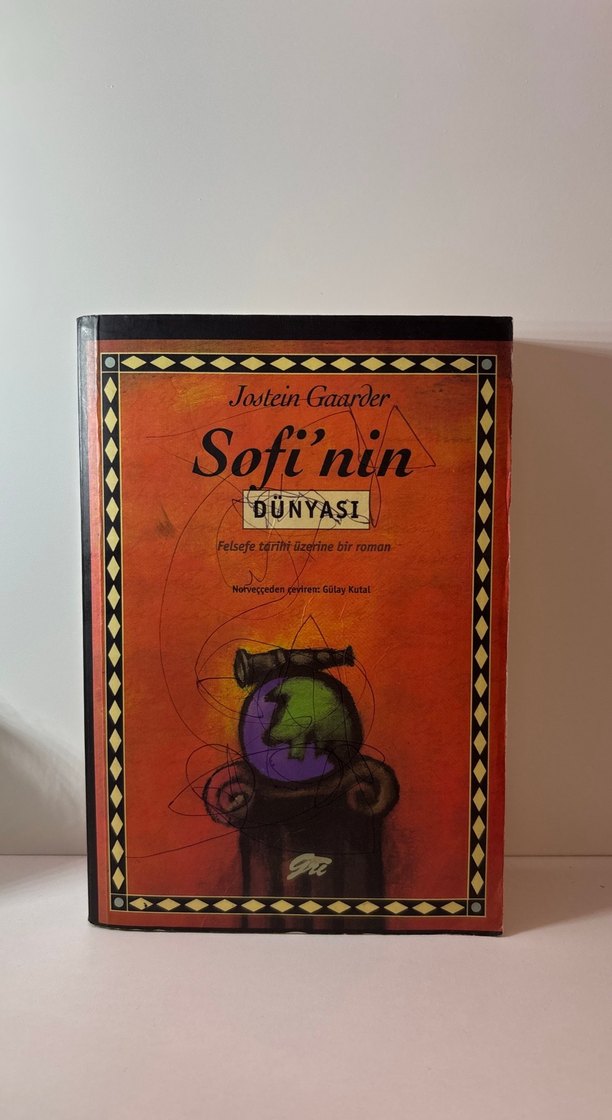 Jostein Gaarder
Sofi'nin
DÜNYASI
Felsefe tarihi üzerine bir roman
Norveççeden çeviren: Gülay Kutal